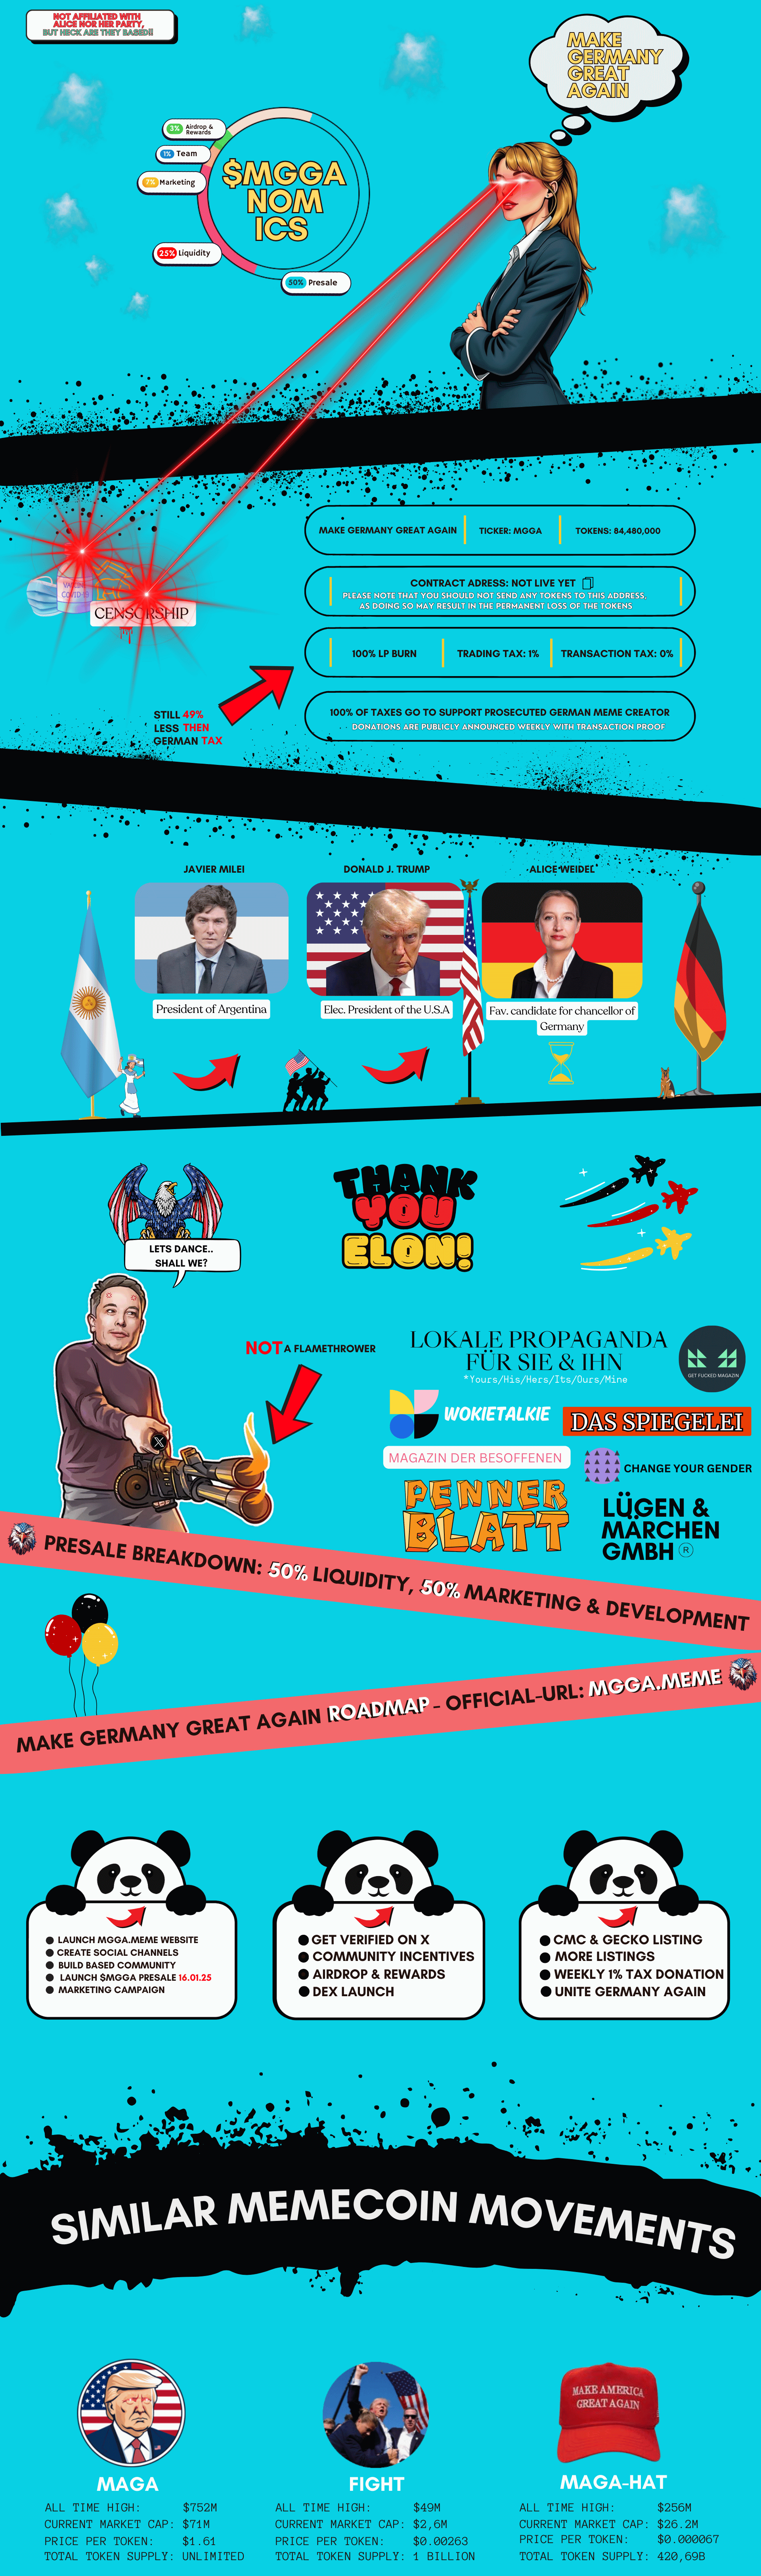 NOT AFFILIATED WITH
ALICE NOR HER PARTY,
BUT HECK ARE THEY BASED!!
MAKE
GERMANY
GREAT
AGAIN
3% Airdrop &
Rewards
1% Team
7% Marketing
25% Liquidity
50% Presale
$MGGA
NOM
ICS
CENSORSHIP
MAKE GERMANY GREAT AGAIN TICKER: MGGA TOKENS: 84,480,000
CONTRACT ADRESS: NOT LIVE YET
PLEASE NOTE THAT YOU SHOULD NOT SEND ANY TOKENS TO THIS ADDRESS,
AS DOING SO MAY RESULT IN THE PERMANENT LOSS OF THE TOKENS
100% LP BURN TRADING TAX: 1% TRANSACTION TAX: 0%
100% OF TAXES GO TO SUPPORT PROSECUTED GERMAN MEME CREATOR
DONATIONS ARE PUBLICLY ANNOUNCED WEEKLY WITH TRANSACTION PROOF
STILL 49%
LESS THEN
GERMAN TAX
JAVIER MILEI
DONALD J. TRUMP
ALICE WEIDEL
President of Argentina
Elec. President of the U.S.A
Fav. candidate for chancellor of
Germany
LETS DANCE..
SHALL WE?
THANK
YOU
ELON!
NOT A FLAMETHROWER
X
LOKALE PROPAGANDA
FÜR SIE & IHN
*Yours/His/Hers/Its/Ours/Mine
GET FUCKED MAGAZIN
WOKIETALKIE
DAS SPIEGELEI
MAGAZIN DER BESOFFENEN
CHANGE YOUR GENDER
PENNER
BLATT
LÜGEN &
MÄRCHEN
GMBH ®
PRESALE BREAKDOWN: 50% LIQUIDITY, 50% MARKETING & DEVELOPMENT
MAKE GERMANY GREAT AGAIN ROADMAP - OFFICIAL-URL: MGGA.MEME
LAUNCH MGGA.MEME WEBSITE
CREATE SOCIAL CHANNELS
BUILD BASED COMMUNITY
LAUNCH $MGGA PRESALE 16.01.25
MARKETING CAMPAIGN
GET VERIFIED ON X
COMMUNITY INCENTIVES
AIRDROP & REWARDS
DEX LAUNCH
CMC & GECKO LISTING
MORE LISTINGS
WEEKLY 1% TAX DONATION
UNITE GERMANY AGAIN
SIMILAR MEMECOIN MOVEMENTS
MAGA
ALL TIME HIGH: $752M
CURRENT MARKET CAP: $71M
PRICE PER TOKEN: $1.61
TOTAL TOKEN SUPPLY: UNLIMITED
FIGHT
ALL TIME HIGH: $49M
CURRENT MARKET CAP: $2,6M
PRICE PER TOKEN: $0.00263
TOTAL TOKEN SUPPLY: 1 BILLION
MAKE AMERICA
GREAT AGAIN
MAGA-HAT
ALL TIME HIGH: $256M
CURRENT MARKET CAP: $26.2M
PRICE PER TOKEN: $0.000067
TOTAL TOKEN SUPPLY: 420,69B